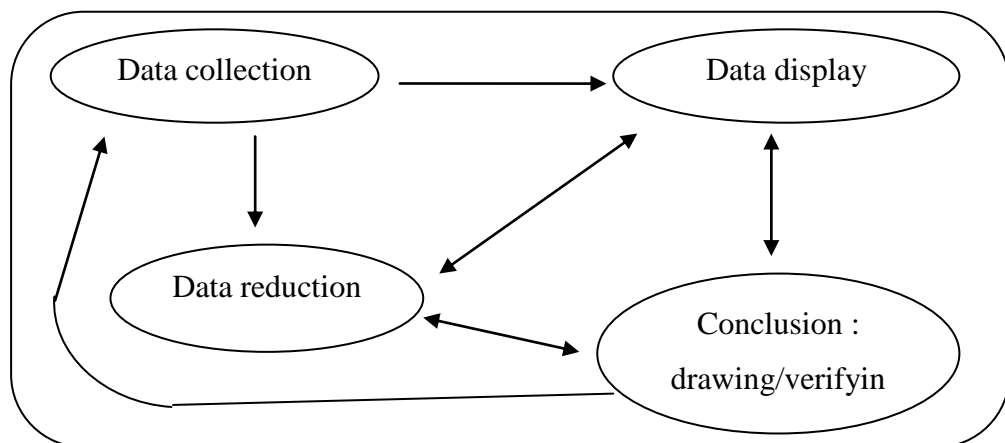 Data collection
Data display
Data reduction
Conclusion :
drawing/verifyin